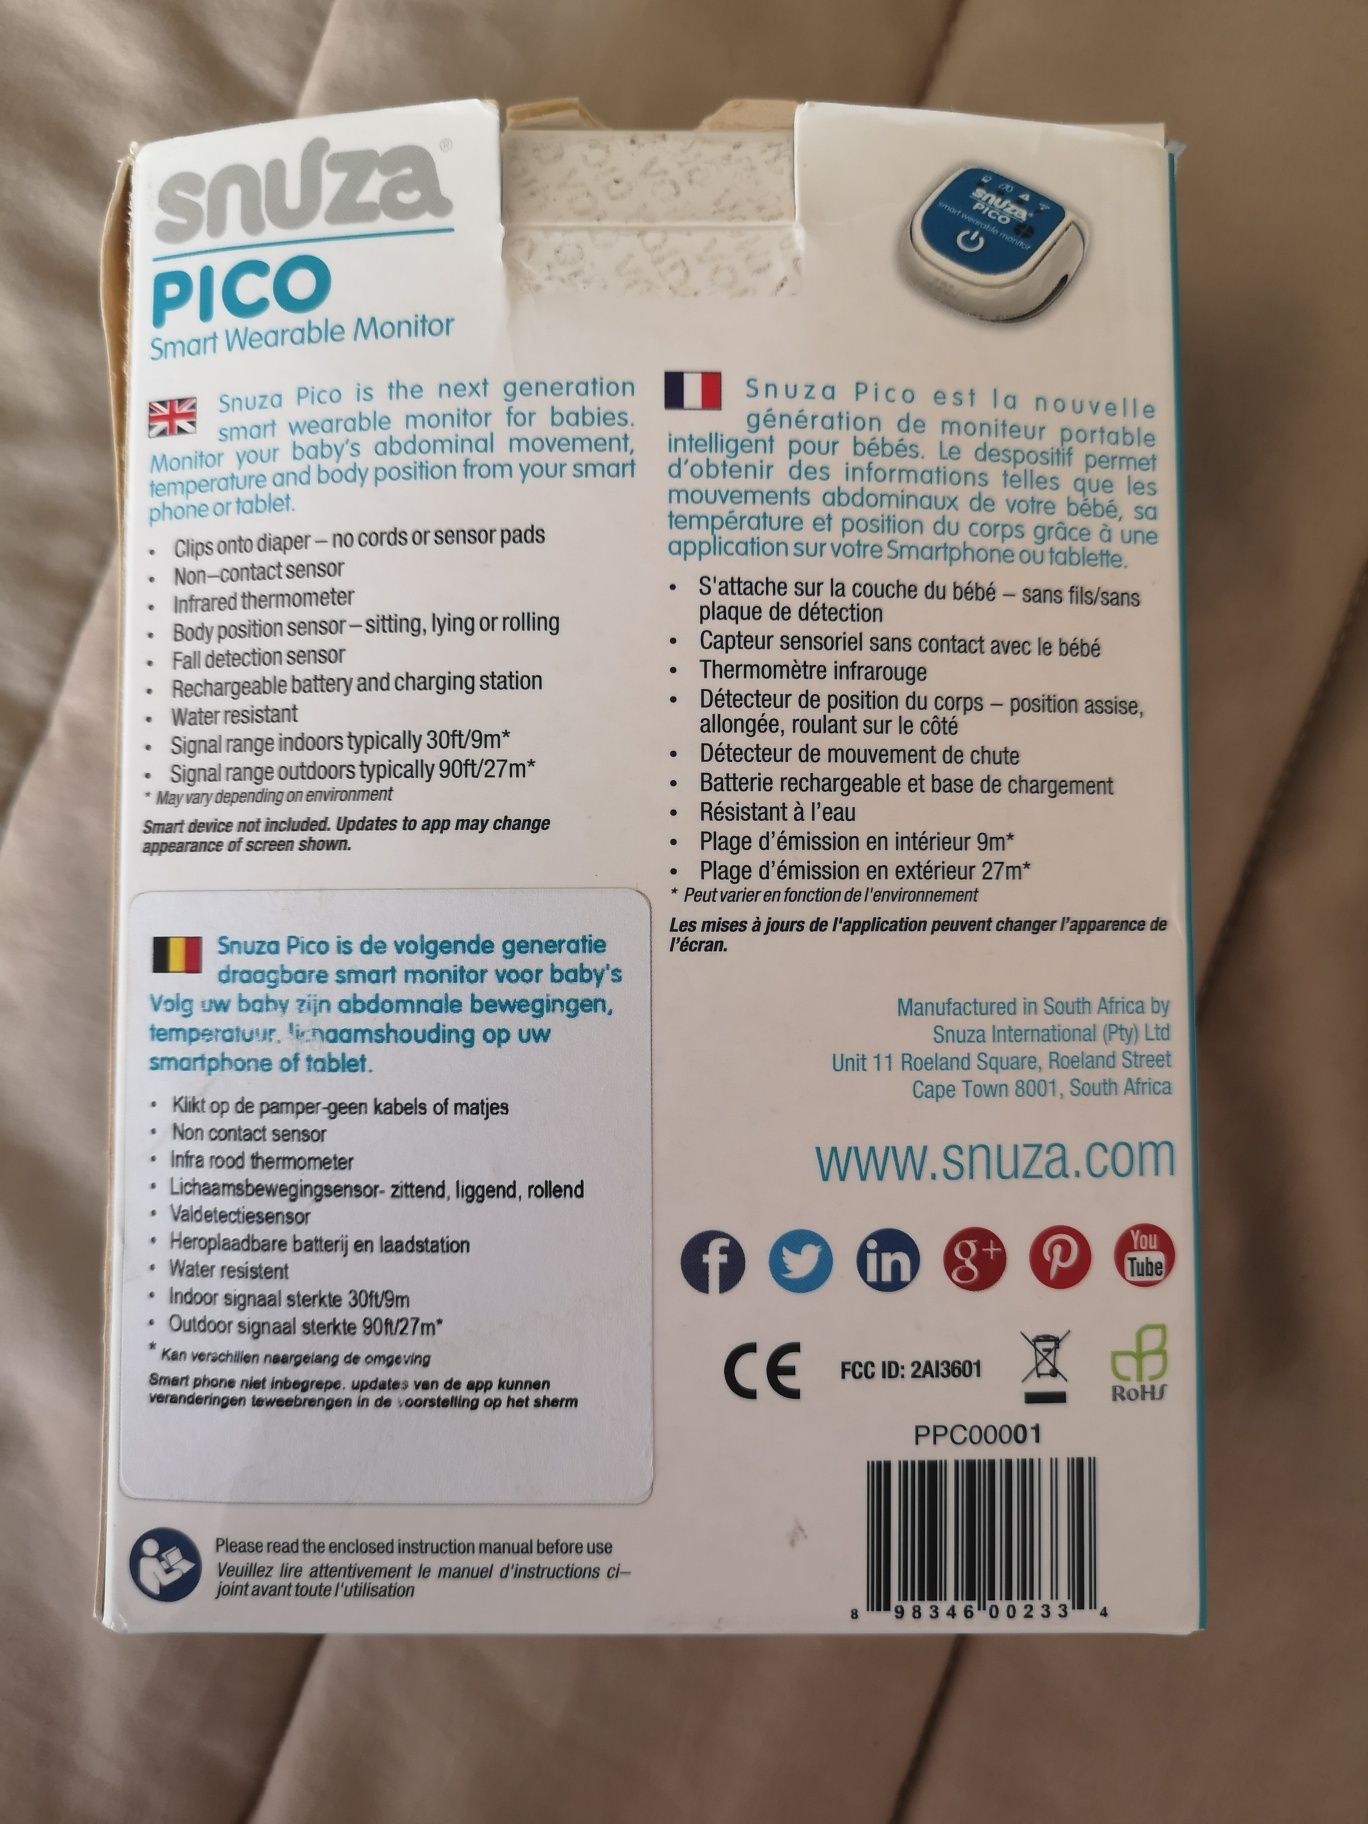 snuza®
PICO
Smart Wearable Monitor
snuza
PICO
smart wearable monitor
Snuza Pico is the next generation
smart wearable monitor for babies.
Monitor your baby's abdominal movement,
temperature and body position from your smart
phone or tablet.
• Clips onto diaper – no cords or sensor pads
• Non–contact sensor
• Infrared thermometer
• Body position sensor – sitting, lying or rolling
• Fall detection sensor
• Rechargeable battery and charging station
• Water resistant
• Signal range indoors typically 30ft/9m*
• Signal range outdoors typically 90ft/27m*
* May vary depending on environment
Smart device not included. Updates to app may change
appearance of screen shown.
Snuza Pico est la nouvelle
génération de moniteur portable
intelligent pour bébés. Le despositif permet
d'obtenir des informations telles que les
mouvements abdominaux de votre bébé, sa
température et position du corps grâce à une
application sur votre Smartphone ou tablette.
• S'attache sur la couche du bébé – sans fils/sans
plaque de détection
• Capteur sensoriel sans contact avec le bébé
• Thermomètre infrarouge
• Détecteur de position du corps – position assise,
allongée, roulant sur le côté
• Détecteur de mouvement de chute
• Batterie rechargeable et base de chargement
• Résistant à l'eau
• Plage d'émission en intérieur 9m*
• Plage d'émission en extérieur 27m*
* Peut varier en fonction de l'environnement
Les mises à jours de l'application peuvent changer l'apparence de
l'écran.
Snuza Pico is de volgende generatie
draagbare smart monitor voor baby's
Volg uw baby zijn abdomnale bewegingen,
temperatuur, lichaamshouding op uw
smartphone of tablet.
• Klikt op de pamper-geen kabels of matjes
• Non contact sensor
• Infra rood thermometer
• Lichaamsbewegingsensor- zittend, liggend, rollend
• Valdetectiesensor
• Heroplaadbare batterij en laadstation
• Water resistent
• Indoor signaal sterkte 30ft/9m
• Outdoor signaal sterkte 90ft/27m*
* Kan verschillen naargelang de omgeving
Smart phone niet inbegrepe. updates van de app kunnen
veranderingen teweebrengen in de voorstelling op het sherm
Manufactured in South Africa by
Snuza International (Pty) Ltd
Unit 11 Roeland Square, Roeland Street
Cape Town 8001, South Africa
www.snuza.com
f in g+ P You Tube
CE FCC ID: 2AI3601 RoHS
PPC00001
8 98346 00233 4
Please read the enclosed instruction manual before use
Veuillez lire attentivement le manuel d'instructions ci–
joint avant toute l'utilisation